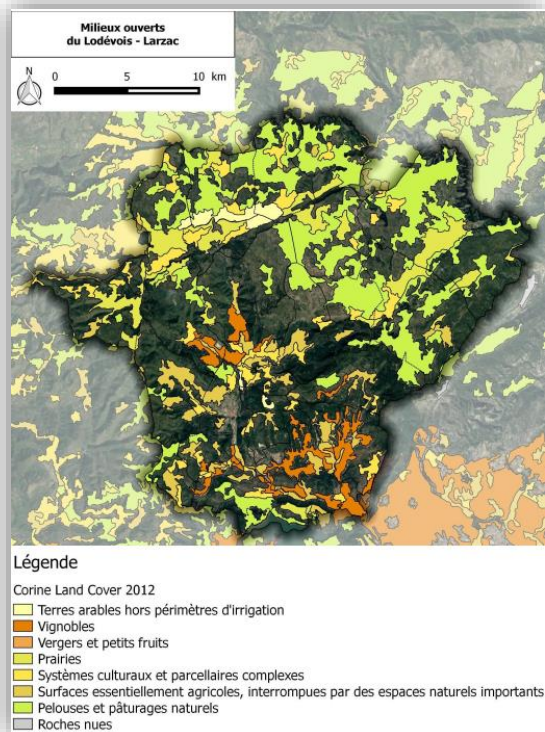 Milieux ouverts
du Lodévois - Larzac
N
0 5 10 km
Légende
Corine Land Cover 2012
Terres arables hors périmètres d'irrigation
Vignobles
Vergers et petits fruits
Prairies
Systèmes culturaux et parcellaires complexes
Surfaces essentiellement agricoles, interrompues par des espaces naturels importants
Pelouses et pâturages naturels
Roches nues